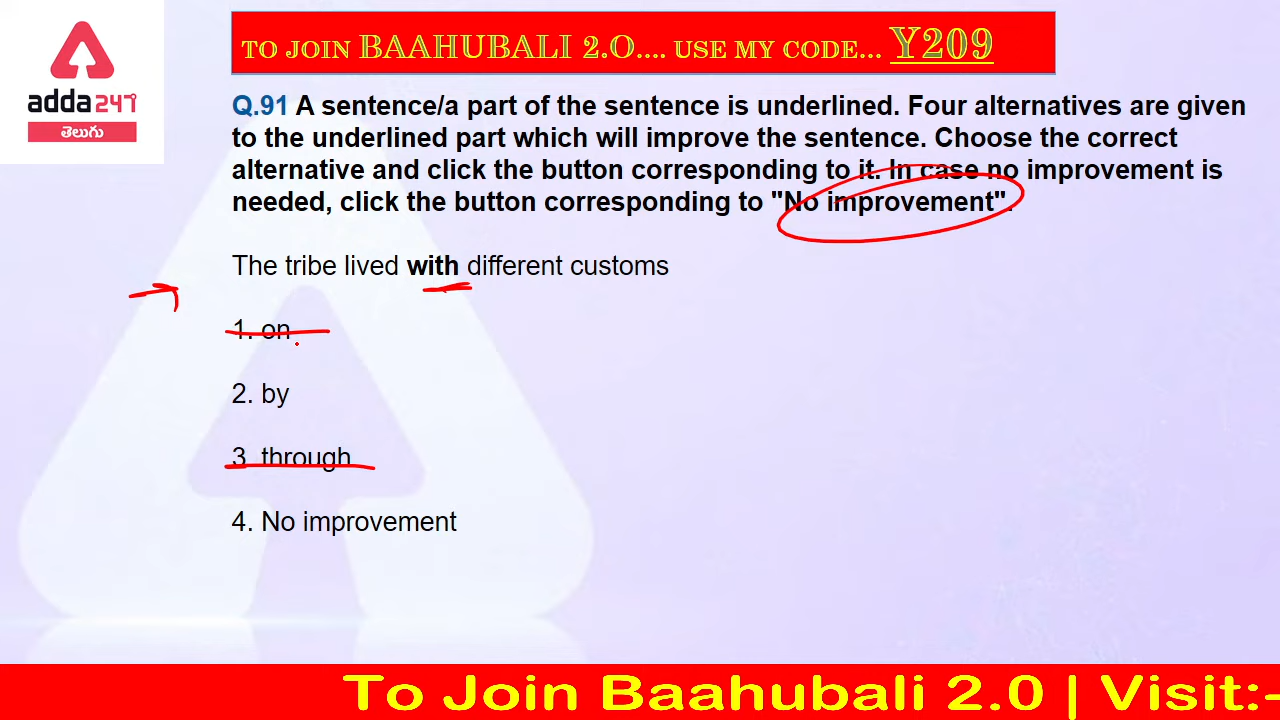 TO JOIN BAAHUBALI 2.O.... USE MY CODE... Y209
adda247
తెలుగు
Q.91 A sentence/a part of the sentence is underlined. Four alternatives are given
to the underlined part which will improve the sentence. Choose the correct
alternative and click the button corresponding to it. In case no improvement is
needed, click the button corresponding to "No improvement".
The tribe lived with different customs
1. on
2. by
3. through
4. No improvement
To Join Baahubali 2.0 | Visit:-